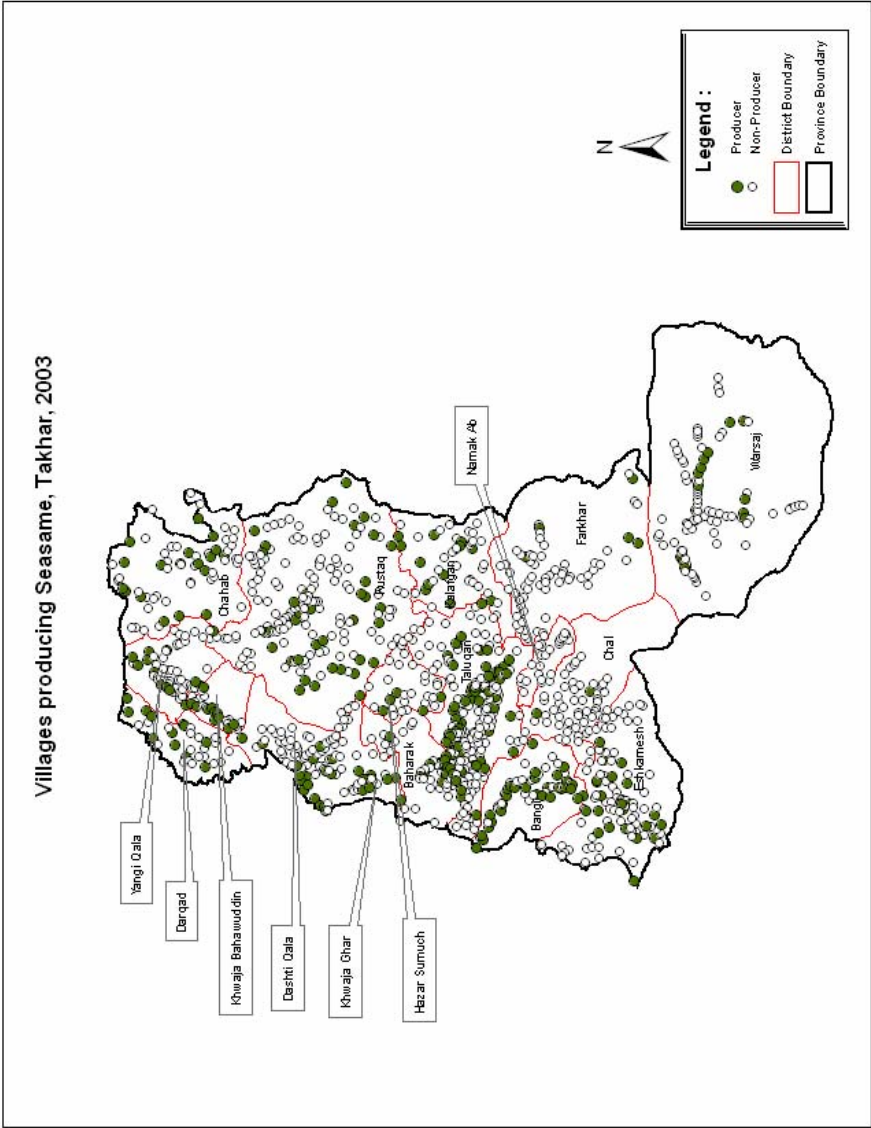 Villages producing Seasame, Takhar, 2003
Yangi Qala
Darqad
Khwaja Bahawuddin
Dashti Qala
Khwaja Ghar
Hazar Sumuch
Namak Ab
Chahab
Rustaq
Kalafgan
Taluqan
Baharak
Bangi
Farkhar
Chal
Eshkamesh
Warsaj
N
Legend :
Producer
Non-Producer
District Boundary
Province Boundary